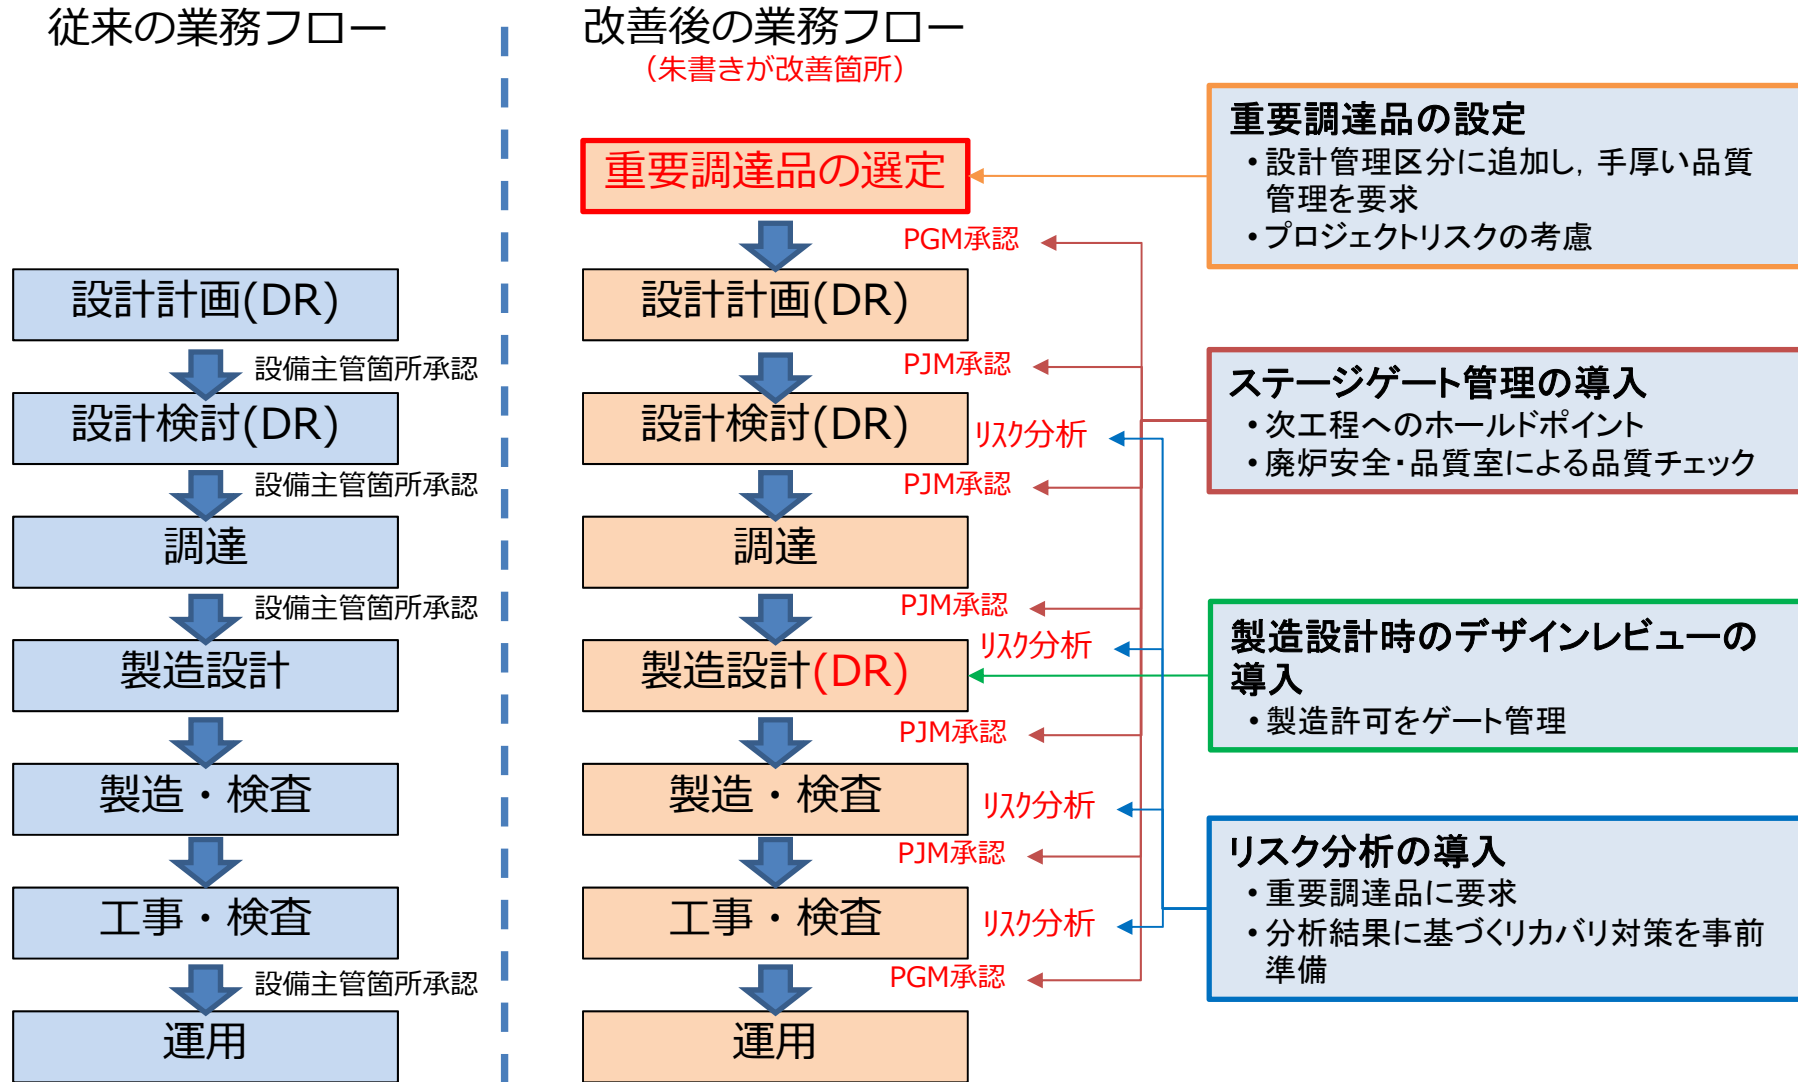 従来の業務フロー
設計計画(DR)
設備主管箇所承認
設計検討(DR)
設備主管箇所承認
調達
設備主管箇所承認
製造設計
製造・検査
工事・検査
設備主管箇所承認
運用
改善後の業務フロー
（朱書きが改善箇所）
重要調達品の選定
PGM承認
設計計画(DR)
PJM承認
設計検討(DR)
リスク分析
PJM承認
調達
PJM承認
リスク分析
製造設計(DR)
PJM承認
製造・検査
リスク分析
PJM承認
工事・検査
リスク分析
PGM承認
運用
重要調達品の設定
・設計管理区分に追加し，手厚い品質
管理を要求
・プロジェクトリスクの考慮
ステージゲート管理の導入
・次工程へのホールドポイント
・廃炉安全・品質室による品質チェック
製造設計時のデザインレビューの
導入
・製造許可をゲート管理
リスク分析の導入
・重要調達品に要求
・分析結果に基づくリカバリ対策を事前
準備